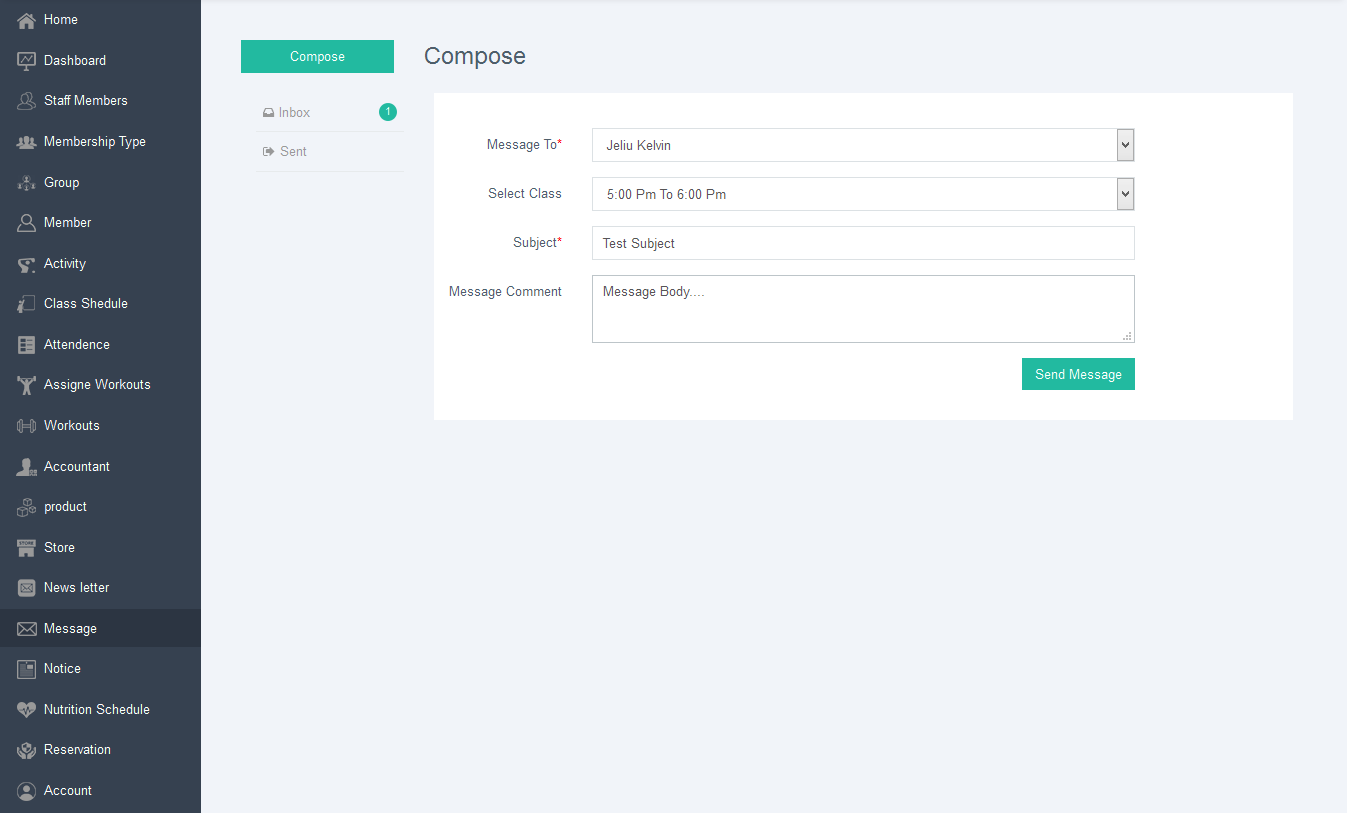 Home
Dashboard
Staff Members
Membership Type
Group
Member
Activity
Class Shedule
Attendence
Assigne Workouts
Workouts
Accountant
product
STORE
Store
News letter
Message
Notice
Nutrition Schedule
Reservation
Account
Compose
Inbox 1
Sent
Compose
Message To* Jeliu Kelvin
Select Class 5:00 Pm To 6:00 Pm
Subject* Test Subject
Message Comment Message Body....
Send Message